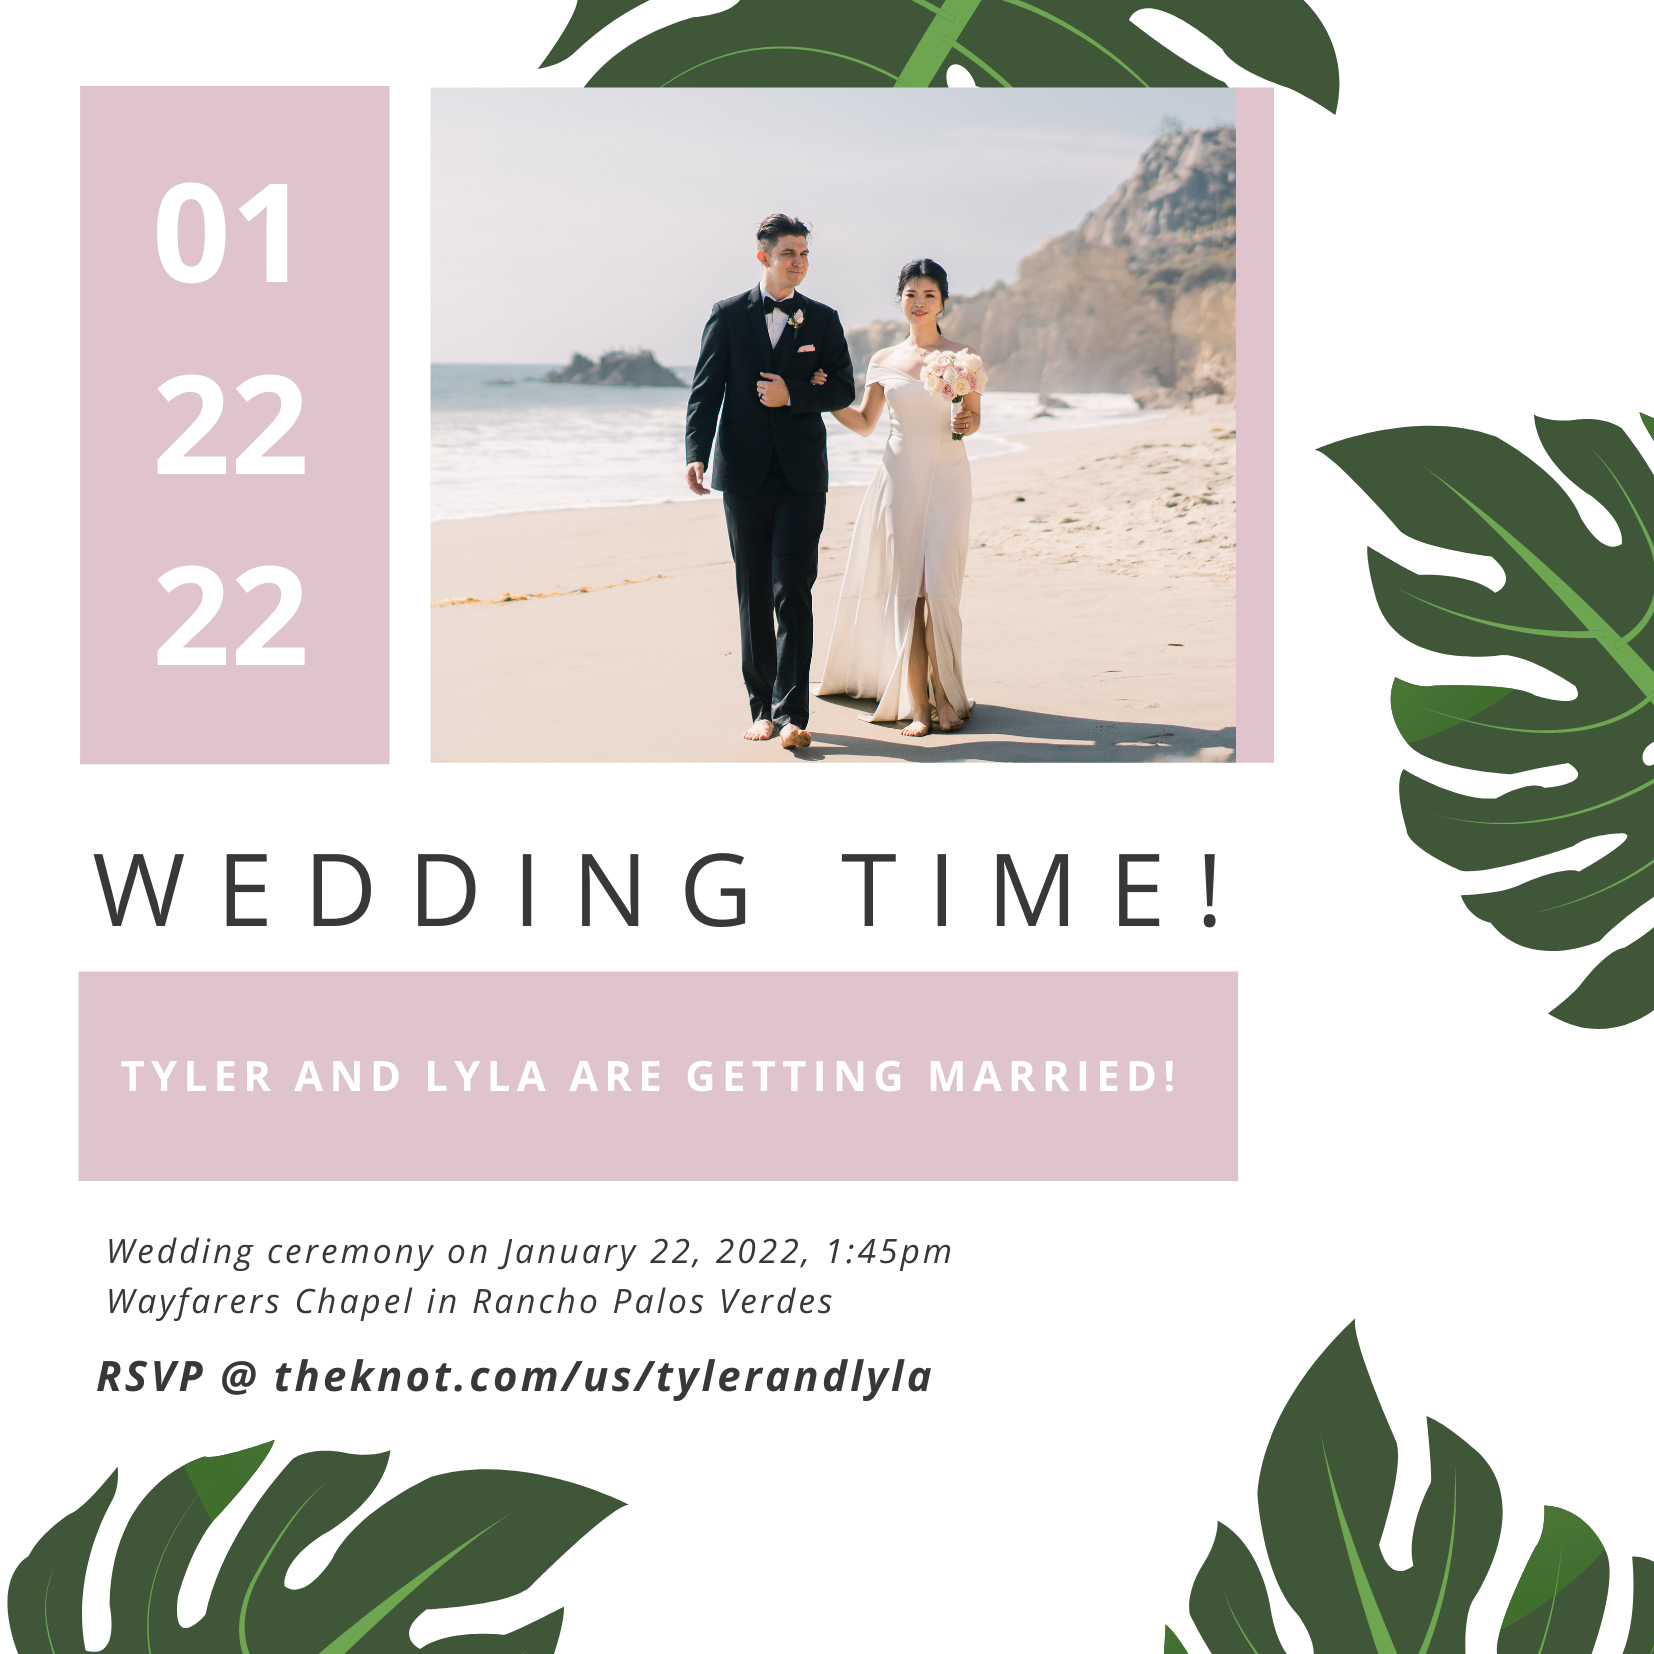 01
22
22
WEDDING TIME!
TYLER AND LYLA ARE GETTING MARRIED!
Wedding ceremony on January 22, 2022, 1:45pm
Wayfarers Chapel in Rancho Palos Verdes
RSVP @ theknot.com/us/tylerandlyla